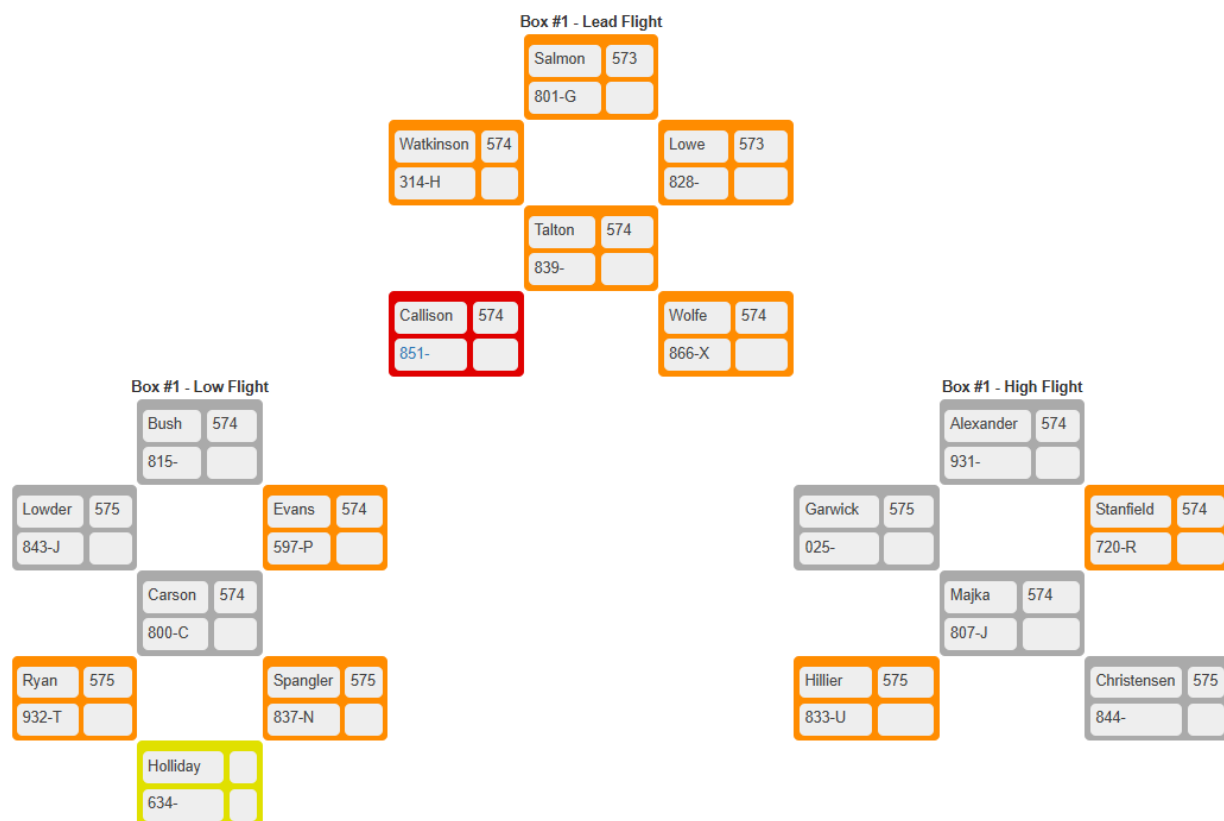 Box #1 - Lead Flight
Salmon 573
801-G
Watkinson 574
314-H
Lowe 573
828-
Talton 574
839-
Callison 574
851-
Wolfe 574
866-X
Box #1 - Low Flight
Bush 574
815-
Lowder 575
843-J
Evans 574
597-P
Carson 574
800-C
Ryan 575
932-T
Spangler 575
837-N
Holliday
634-
Box #1 - High Flight
Alexander 574
931-
Garwick 575
025-
Stanfield 574
720-R
Majka 574
807-J
Hillier 575
833-U
Christensen 575
844-